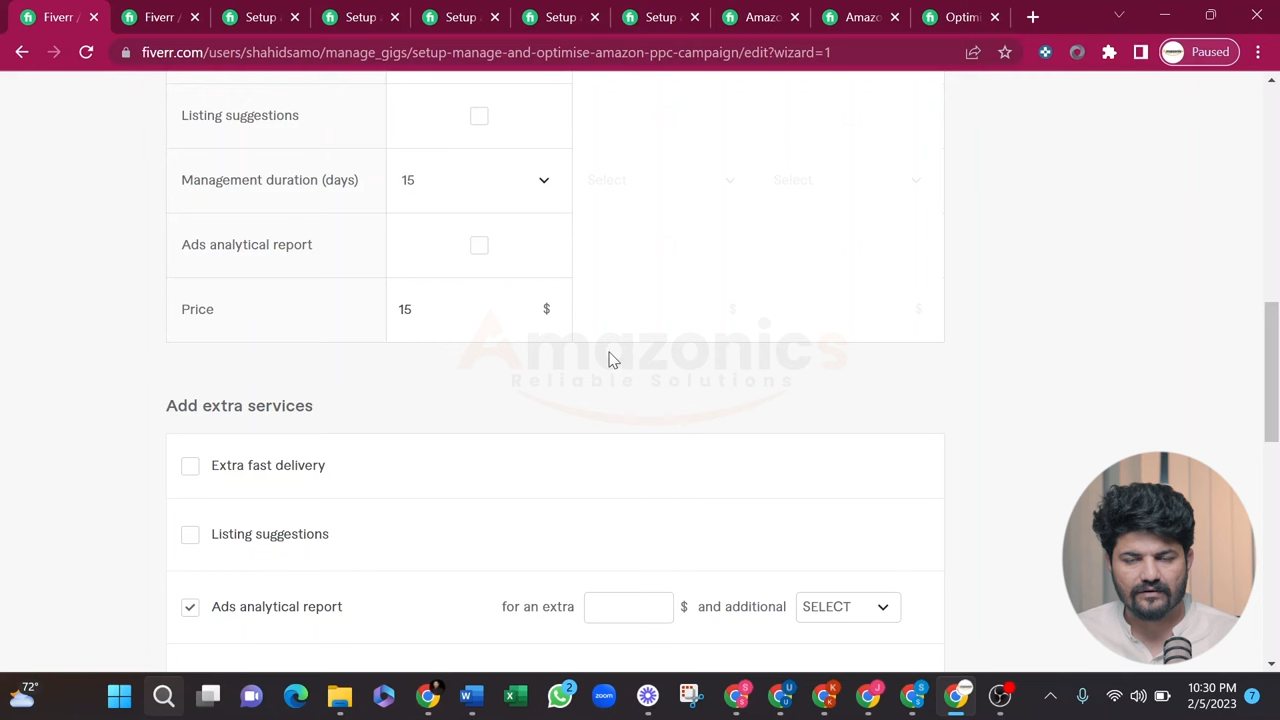 Fiverr /
Fiverr /
Setup
Setup
Setup
Setup
Setup
Amazo
Amazo
Optimi
fiverr.com/users/shahidsamo/manage_gigs/setup-manage-and-optimise-amazon-ppc-campaign/edit?wizard=1
Paused
Listing suggestions
Management duration (days)
15
Select
Select
Ads analytical report
Price
15
$
$
$
Amazonics
Reliable Solutions
Add extra services
Extra fast delivery
Listing suggestions
Ads analytical report
for an extra
$
and additional
SELECT
72°
2
zoom
S
U
K
J
S
10:30 PM
2/5/2023
7